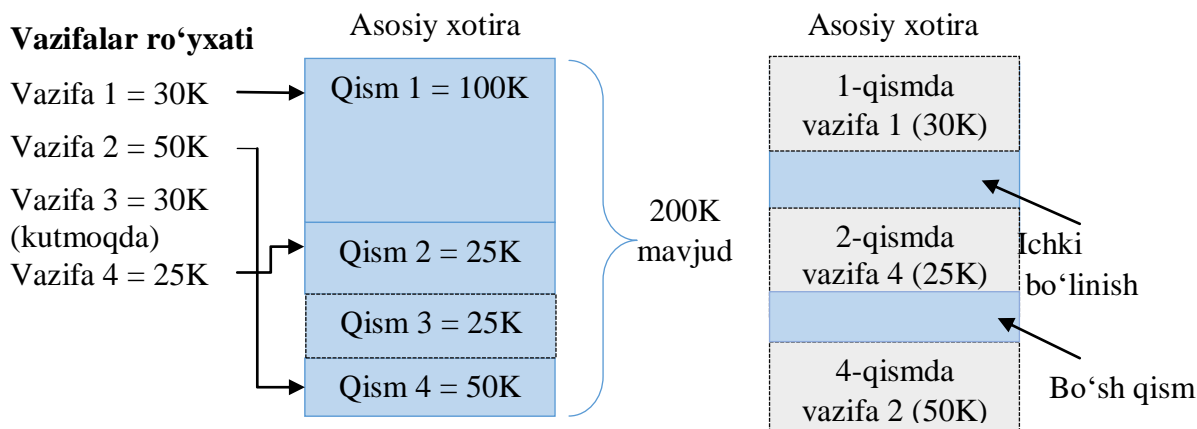 Vazifalar ro‘yxati
Vazifa 1 = 30K
Vazifa 2 = 50K
Vazifa 3 = 30K
(kutmoqda)
Vazifa 4 = 25K
Asosiy xotira
Qism 1 = 100K
Qism 2 = 25K
Qism 3 = 25K
Qism 4 = 50K
200K
mavjud
Asosiy xotira
1-qismda
vazifa 1 (30K)
2-qismda
vazifa 4 (25K)
4-qismda
vazifa 2 (50K)
Ichki
bo‘linish
Bo‘sh qism